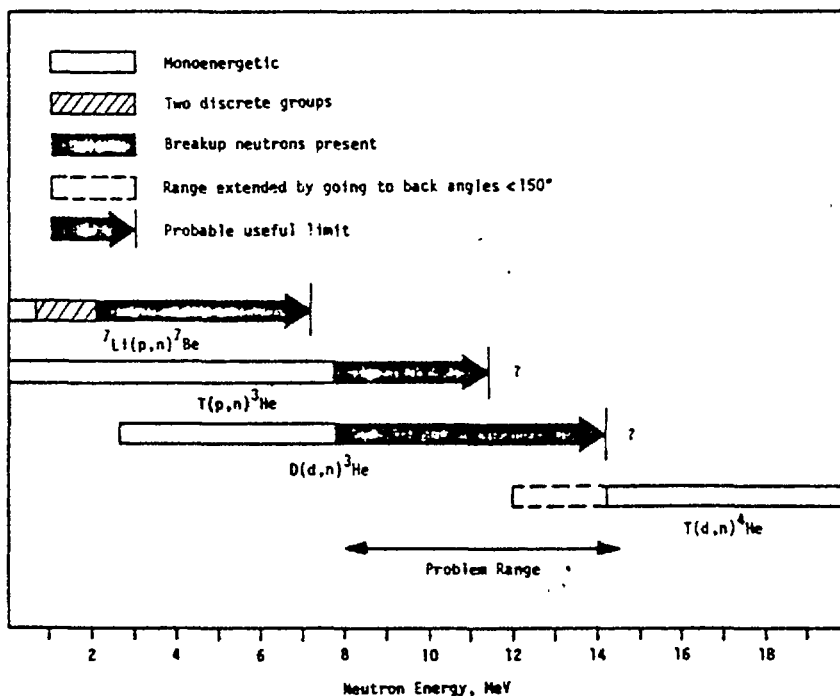 Monoenergetic
Two discrete groups
Breakup neutrons present
Range extended by going to back angles <150°
Probable useful limit
⁷Li(p,n)⁷Be
?
T(p,n)³He
?
D(d,n)³He
T(d,n)⁴He
Problem Range
2 4 6 8 10 12 14 16 18
Neutron Energy, MeV